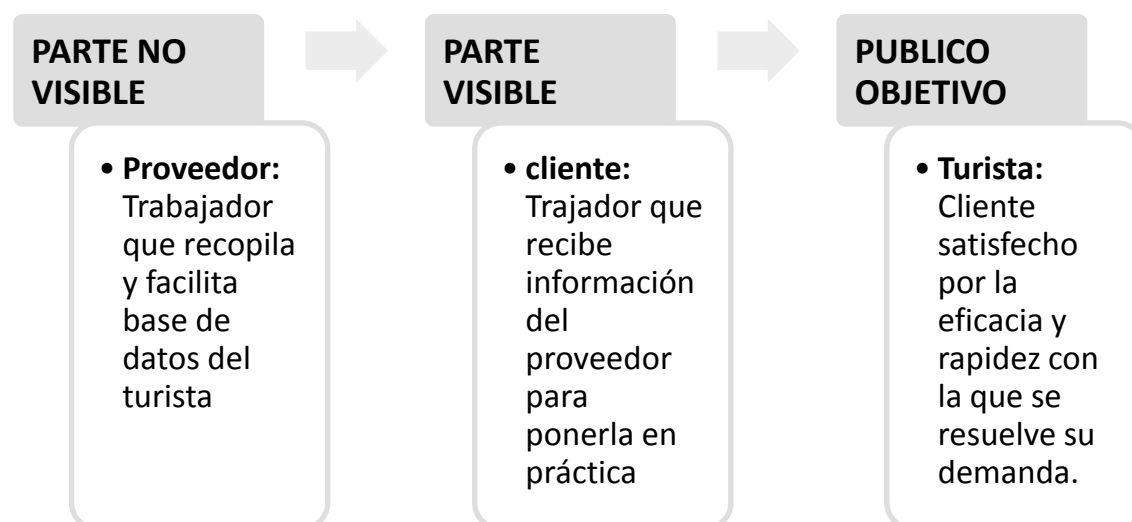 PARTE NO
VISIBLE
• Proveedor:
Trabajador
que recopila
y facilita
base de
datos del
turista
PARTE
VISIBLE
• cliente:
Trajador que
recibe
información
del
proveedor
para
ponerla en
práctica
PUBLICO
OBJETIVO
• Turista:
Cliente
satisfecho
por la
eficacia y
rapidez con
la que se
resuelve su
demanda.